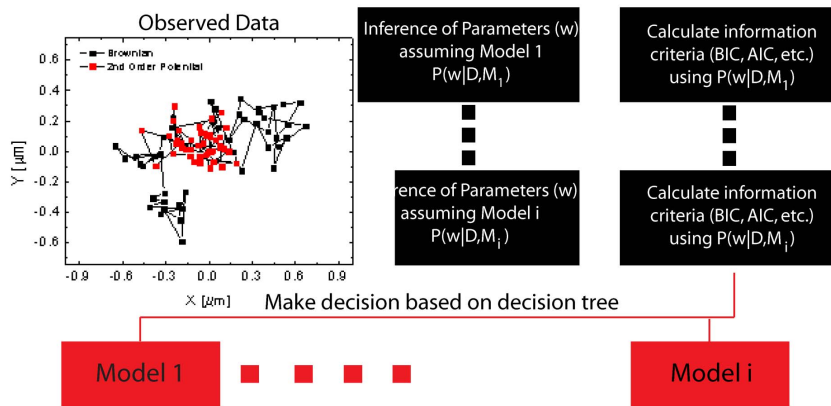 Observed Data
Brownian
2nd Order Potential
0.6
0.4
0.2
0.0
-0.2
-0.4
-0.6
Y [μm]
-0.9 -0.6 -0.3 0.0 0.3 0.6 0.9
X [μm]
Inference of Parameters (w)
assuming Model 1
P(w|D,M1)
rence of Parameters (w)
assuming Model i
P(w|D,Mi)
Calculate information
criteria (BIC, AIC, etc.)
using P(w|D,M1)
Calculate information
criteria (BIC, AIC, etc.)
using P(w|D,Mi)
Make decision based on decision tree
Model 1
Model i